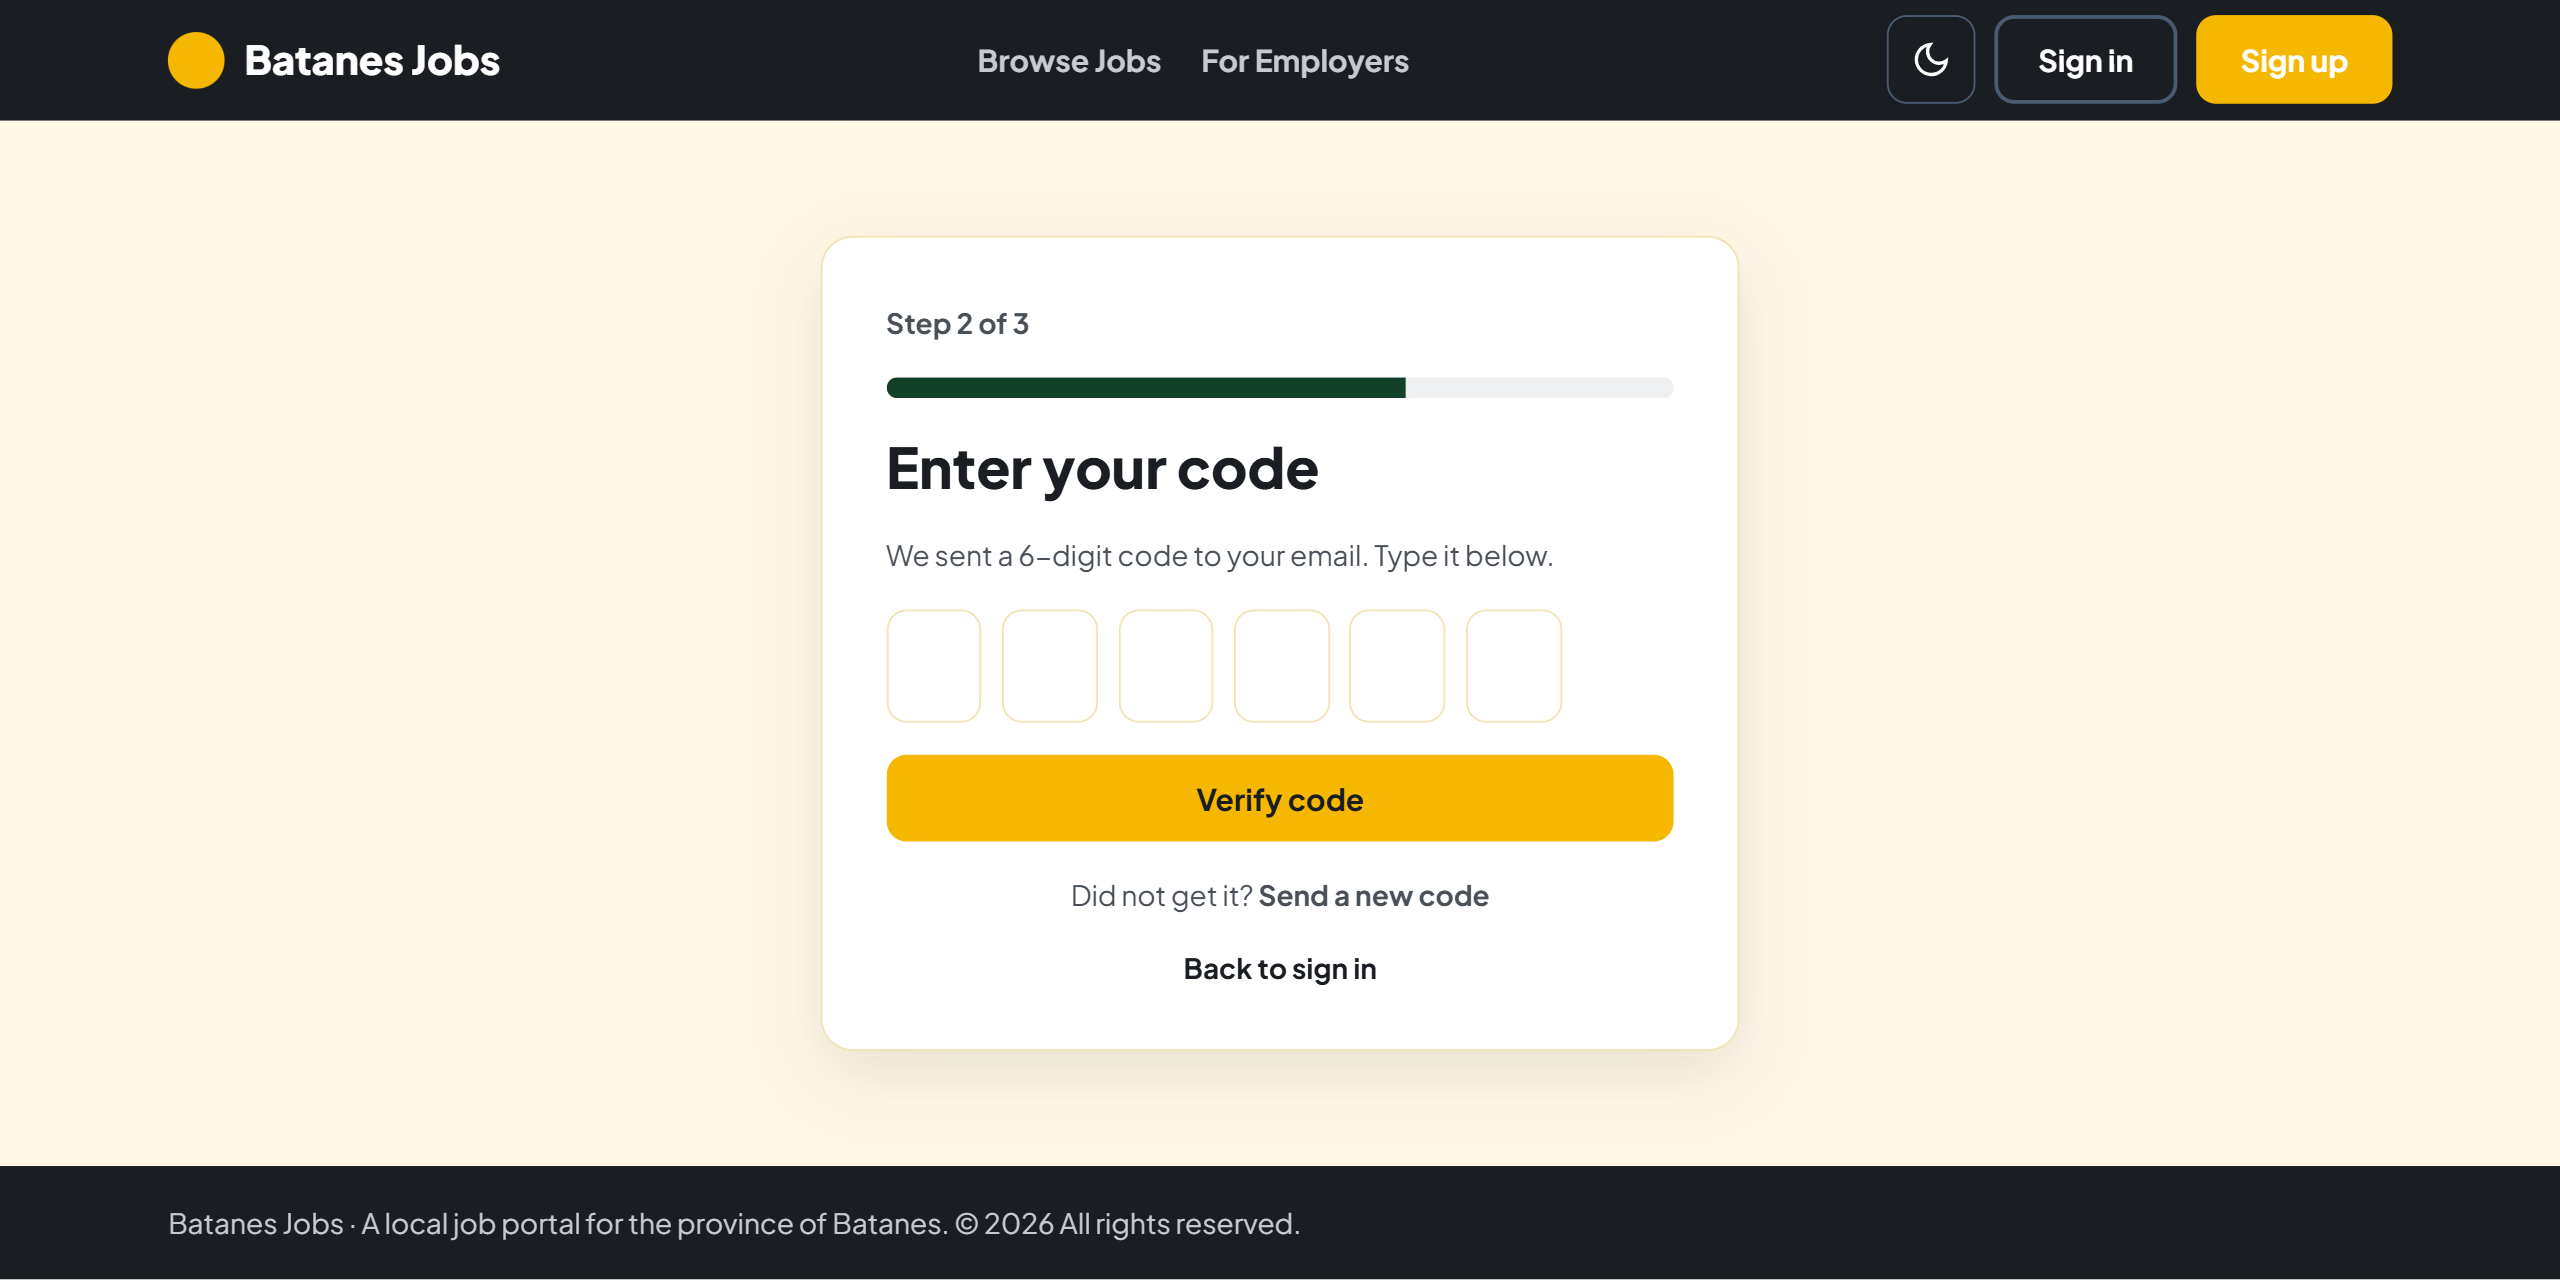 Batanes Jobs
Browse Jobs
For Employers
Sign in
Sign up
Step 2 of 3
Enter your code
We sent a 6-digit code to your email. Type it below.
Verify code
Did not get it? Send a new code
Back to sign in
Batanes Jobs · A local job portal for the province of Batanes. © 2026 All rights reserved.